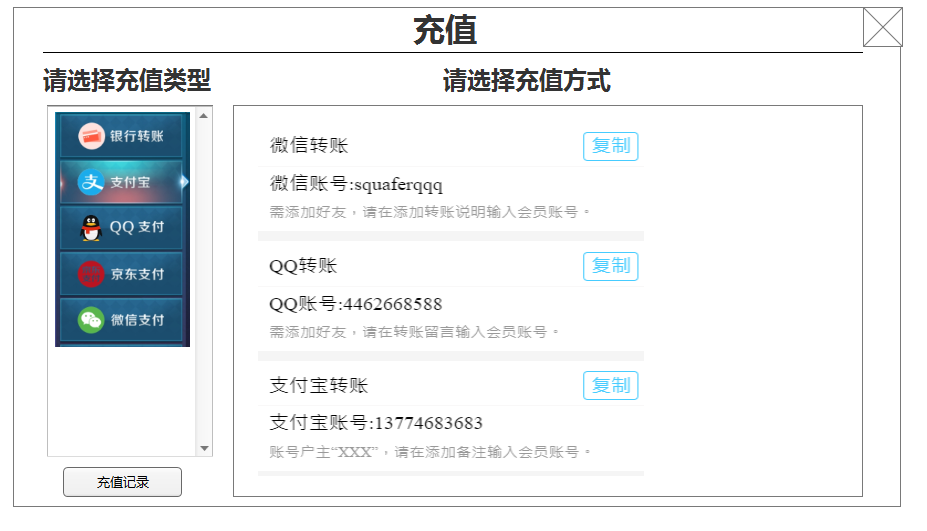 充值
请选择充值类型
请选择充值方式
银行转账
支付宝
QQ 支付
京东支付
微信支付
充值记录
微信转账
复制
微信账号:squaferqqq
需添加好友，请在添加转账说明输入会员账号。
QQ转账
复制
QQ账号:4462668588
需添加好友，请在转账留言输入会员账号。
支付宝转账
复制
支付宝账号:13774683683
账号户主“XXX”，请在添加备注输入会员账号。